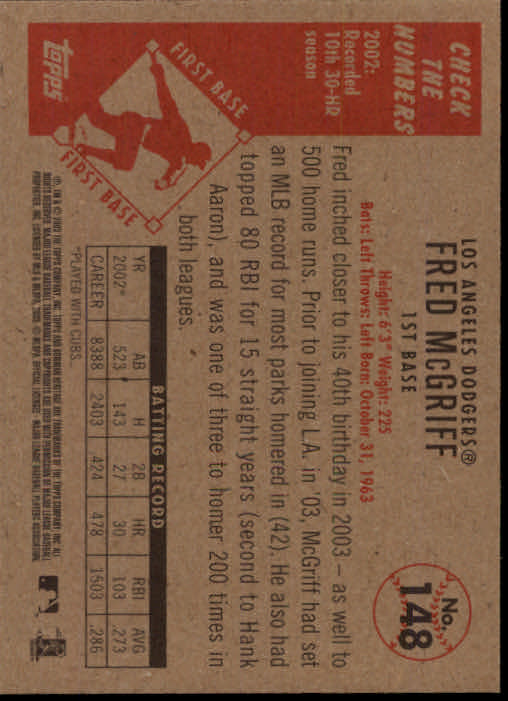 CHECK
THE
NUMBERS
2002:
Recorded
10th 30-HR
season
FIRST BASE
FIRST BASE
topps
LOS ANGELES DODGERS®
FRED McGRIFF
1ST BASE
No.
148
Height: 6'3" Weight: 225
Bats: Left Throws: Left Born: October 31, 1963
Fred inched closer to his 40th birthday in 2003 – as well to
500 home runs. Prior to joining L.A. in '03, McGriff had set
an MLB record for most parks homered in (42). He also had
topped 80 RBI for 15 straight years (second to Hank
Aaron), and was one of three to homer 200 times in
both leagues.
BATTING RECORD
YR AB H 2B HR RBI AVG
2002* 523 143 27 30 103 .273
CAREER 8388 2403 424 478 1503 .286
*PLAYED WITH CUBS.